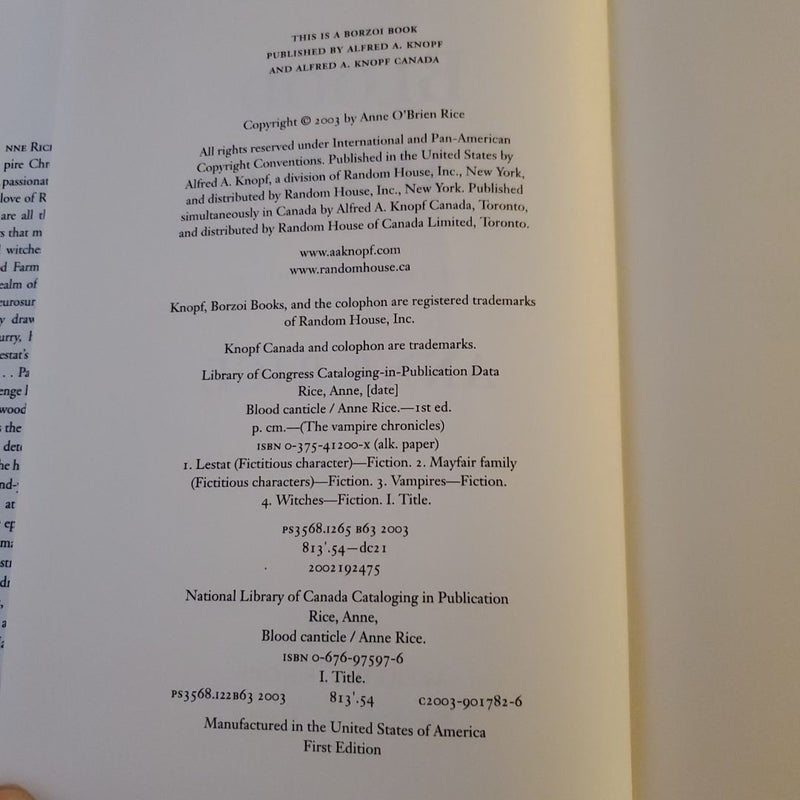 THIS IS A BORZOI BOOK
PUBLISHED BY ALFRED A. KNOPF
AND ALFRED A. KNOPF CANADA
Copyright © 2003 by Anne O'Brien Rice
All rights reserved under International and Pan-American
Copyright Conventions. Published in the United States by
Alfred A. Knopf, a division of Random House, Inc., New York,
and distributed by Random House, Inc., New York. Published
simultaneously in Canada by Alfred A. Knopf Canada, Toronto,
and distributed by Random House of Canada Limited, Toronto.
www.aaknopf.com
www.randomhouse.ca
Knopf, Borzoi Books, and the colophon are registered trademarks
of Random House, Inc.
Knopf Canada and colophon are trademarks.
Library of Congress Cataloging-in-Publication Data
Rice, Anne, [date]
Blood canticle / Anne Rice.—1st ed.
p. cm.—(The vampire chronicles)
ISBN 0-375-41200-X (alk. paper)
1. Lestat (Fictitious character)—Fiction. 2. Mayfair family
(Fictitious characters)—Fiction. 3. Vampires—Fiction.
4. Witches—Fiction. I. Title.
PS3568.I265 B63 2003
813'.54—dc21
2002192475
National Library of Canada Cataloging in Publication
Rice, Anne,
Blood canticle / Anne Rice.
ISBN 0-676-97597-6
I. Title.
PS3568.I22B63 2003 813'.54 C2003-901782-6
Manufactured in the United States of America
First Edition